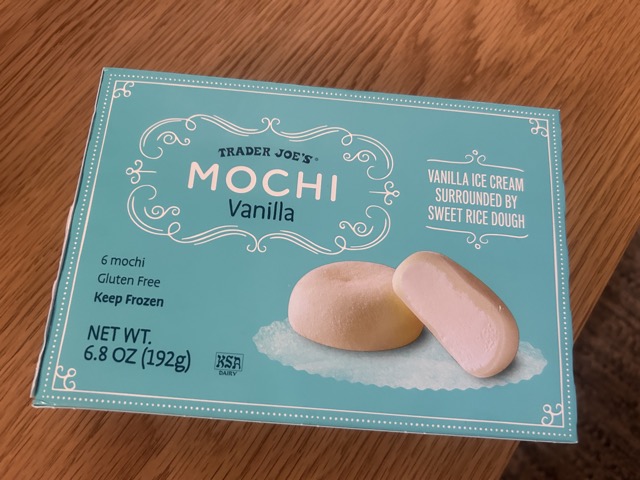 TRADER JOE'S®
MOCHI
Vanilla
VANILLA ICE CREAM
SURROUNDED BY
SWEET RICE DOUGH
6 mochi
Gluten Free
Keep Frozen
NET WT.
6.8 OZ (192g)
KSA
DAIRY